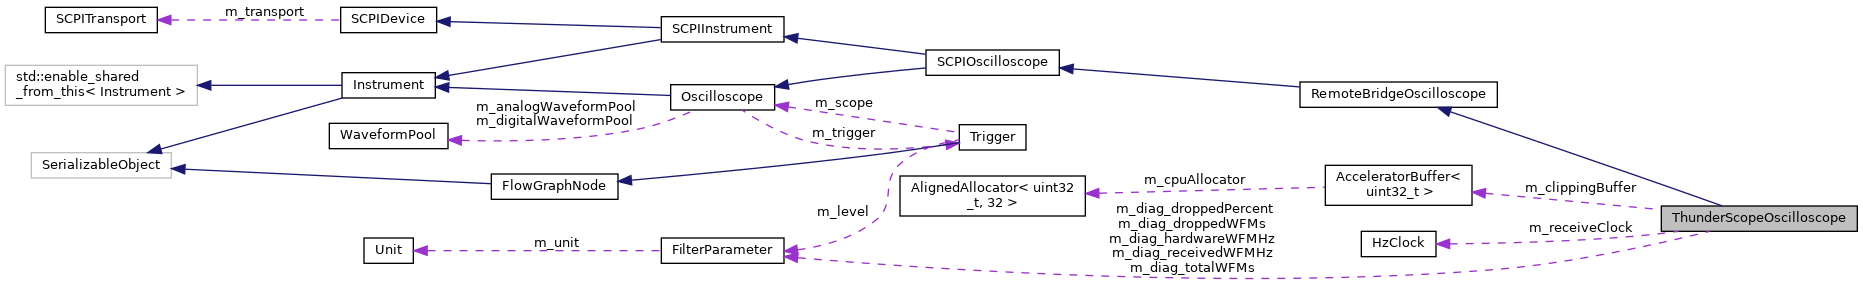 SCPITransport
m_transport
SCPIDevice
SCPIInstrument
SCPIOscilloscope
std::enable_shared
_from_this< Instrument >
Instrument
Oscilloscope
m_scope
RemoteBridgeOscilloscope
m_analogWaveformPool
m_digitalWaveformPool
WaveformPool
m_trigger
Trigger
SerializableObject
FlowGraphNode
AlignedAllocator< uint32
_t, 32 >
m_cpuAllocator
AcceleratorBuffer<
uint32_t >
m_clippingBuffer
ThunderScopeOscilloscope
m_level
m_diag_droppedPercent
m_diag_droppedWFMs
m_diag_hardwareWFMHz
m_diag_receivedWFMHz
m_diag_totalWFMs
m_receiveClock
HzClock
Unit
m_unit
FilterParameter